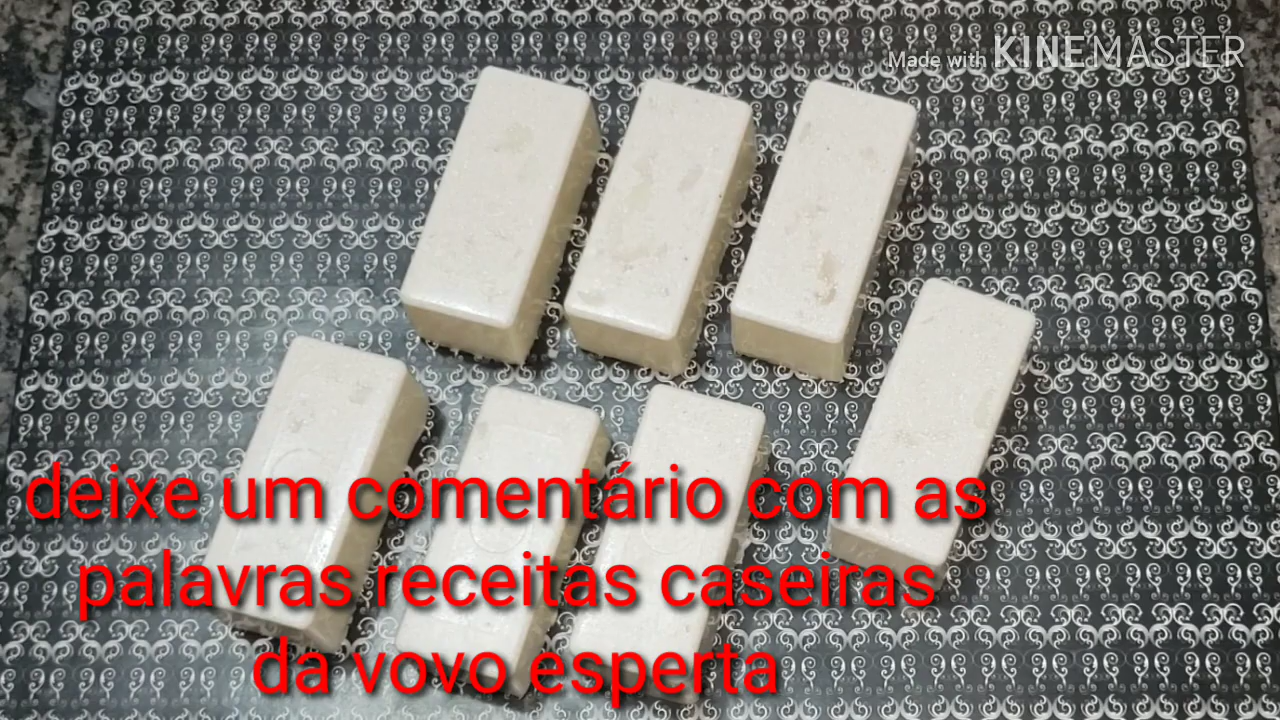 Made with KINEMASTER
deixe um comentário com as
palavras receitas caseiras
da vovo esperta